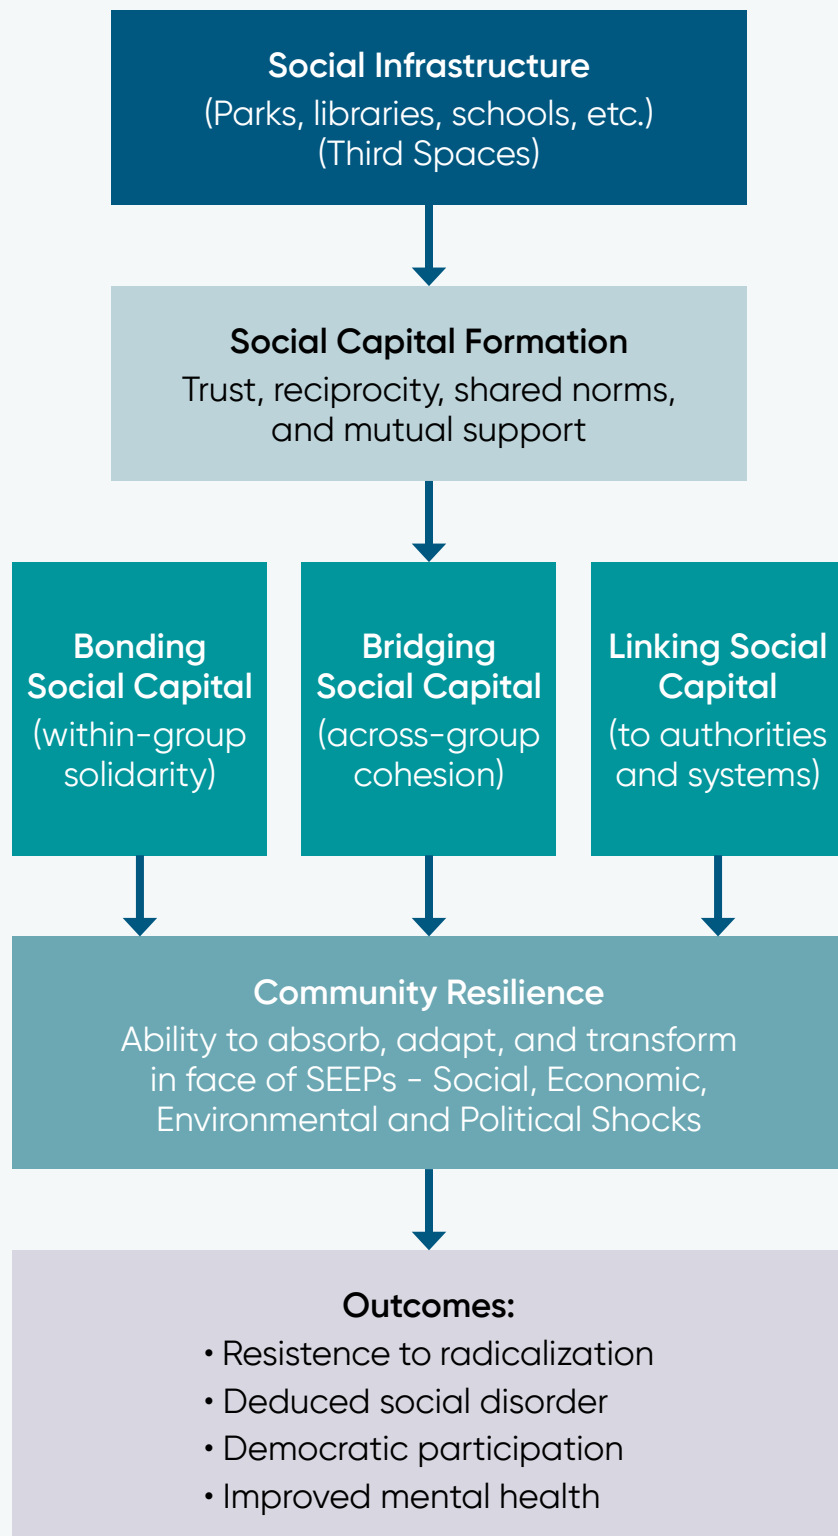 Social Infrastructure
(Parks, libraries, schools, etc.)
(Third Spaces)
Social Capital Formation
Trust, reciprocity, shared norms,
and mutual support
Bonding
Social Capital
(within-group
solidarity)
Bridging
Social Capital
(across-group
cohesion)
Linking Social
Capital
(to authorities
and systems)
Community Resilience
Ability to absorb, adapt, and transform
in face of SEEPs - Social, Economic,
Environmental and Political Shocks
Outcomes:
• Resistence to radicalization
• Deduced social disorder
• Democratic participation
• Improved mental health